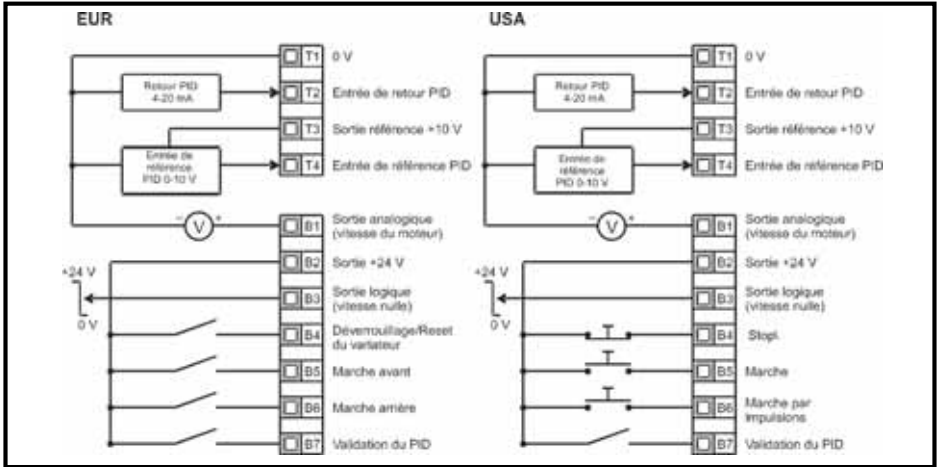 EUR
T1 0 V
Retour PID
4-20 mA
T2 Entrée de retour PID
T3 Sortie référence +10 V
Entrée de
référence
PID 0-10 V
T4 Entrée de référence PID
− V +
B1 Sortie analogique
(vitesse du moteur)
B2 Sortie +24 V
+24 V
0 V
B3 Sortie logique
(vitesse nulle)
B4 Déverrouillage/Reset
du variateur
B5 Marche avant
B6 Marche arrière
B7 Validation du PID
USA
T1 0 V
Retour PID
4-20 mA
T2 Entrée de retour PID
T3 Sortie référence +10 V
Entrée de
référence
PID 0-10 V
T4 Entrée de référence PID
− V +
B1 Sortie analogique
(vitesse du moteur)
B2 Sortie +24 V
+24 V
0 V
B3 Sortie logique
(vitesse nulle)
B4 Stopl.
B5 Marche
B6 Marche par
Impulsions
B7 Validation du PID